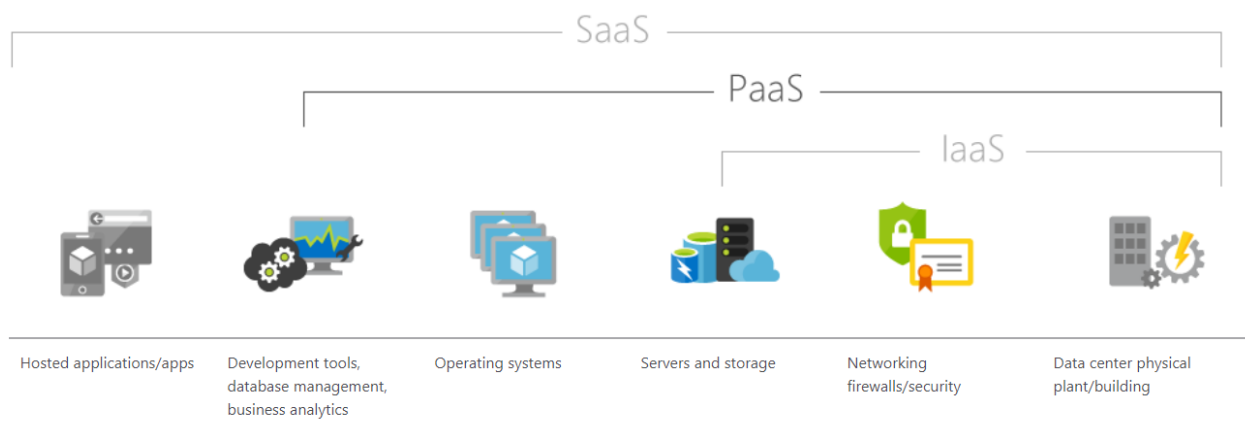 SaaS
PaaS
IaaS
Hosted applications/apps
Development tools,
database management,
business analytics
Operating systems
Servers and storage
Networking
firewalls/security
Data center physical
plant/building